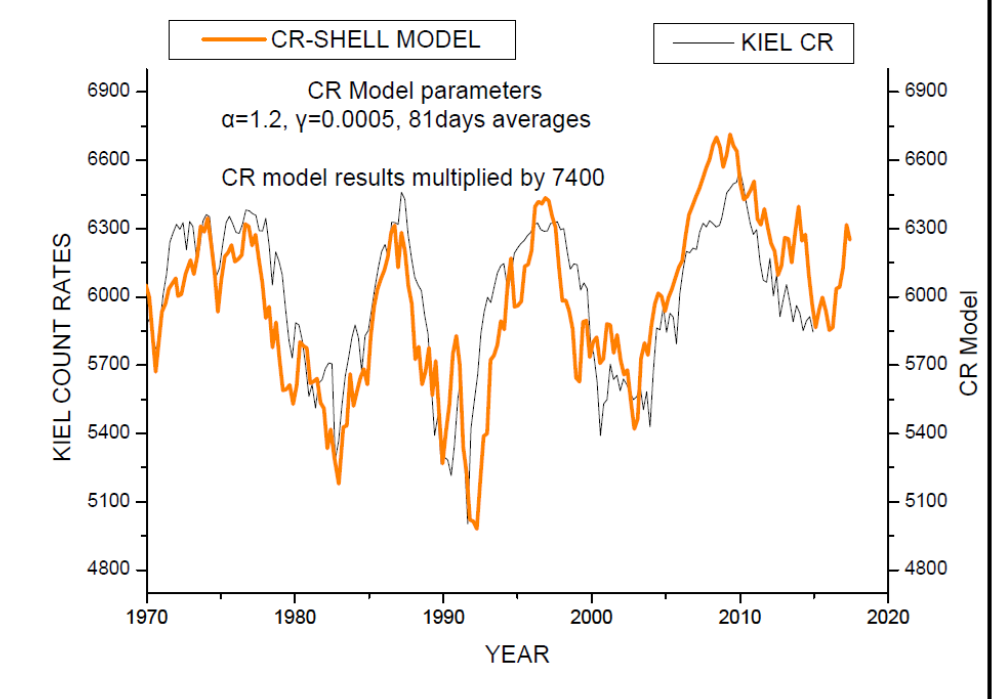 CR-SHELL MODEL
KIEL CR
CR Model parameters
α=1.2, γ=0.0005, 81days averages
CR model results multiplied by 7400
KIEL COUNT RATES
6900
6600
6300
6000
5700
5400
5100
4800
6900
6600
6300
6000
5700
5400
5100
4800
CR Model
1970
1980
1990
2000
2010
2020
YEAR